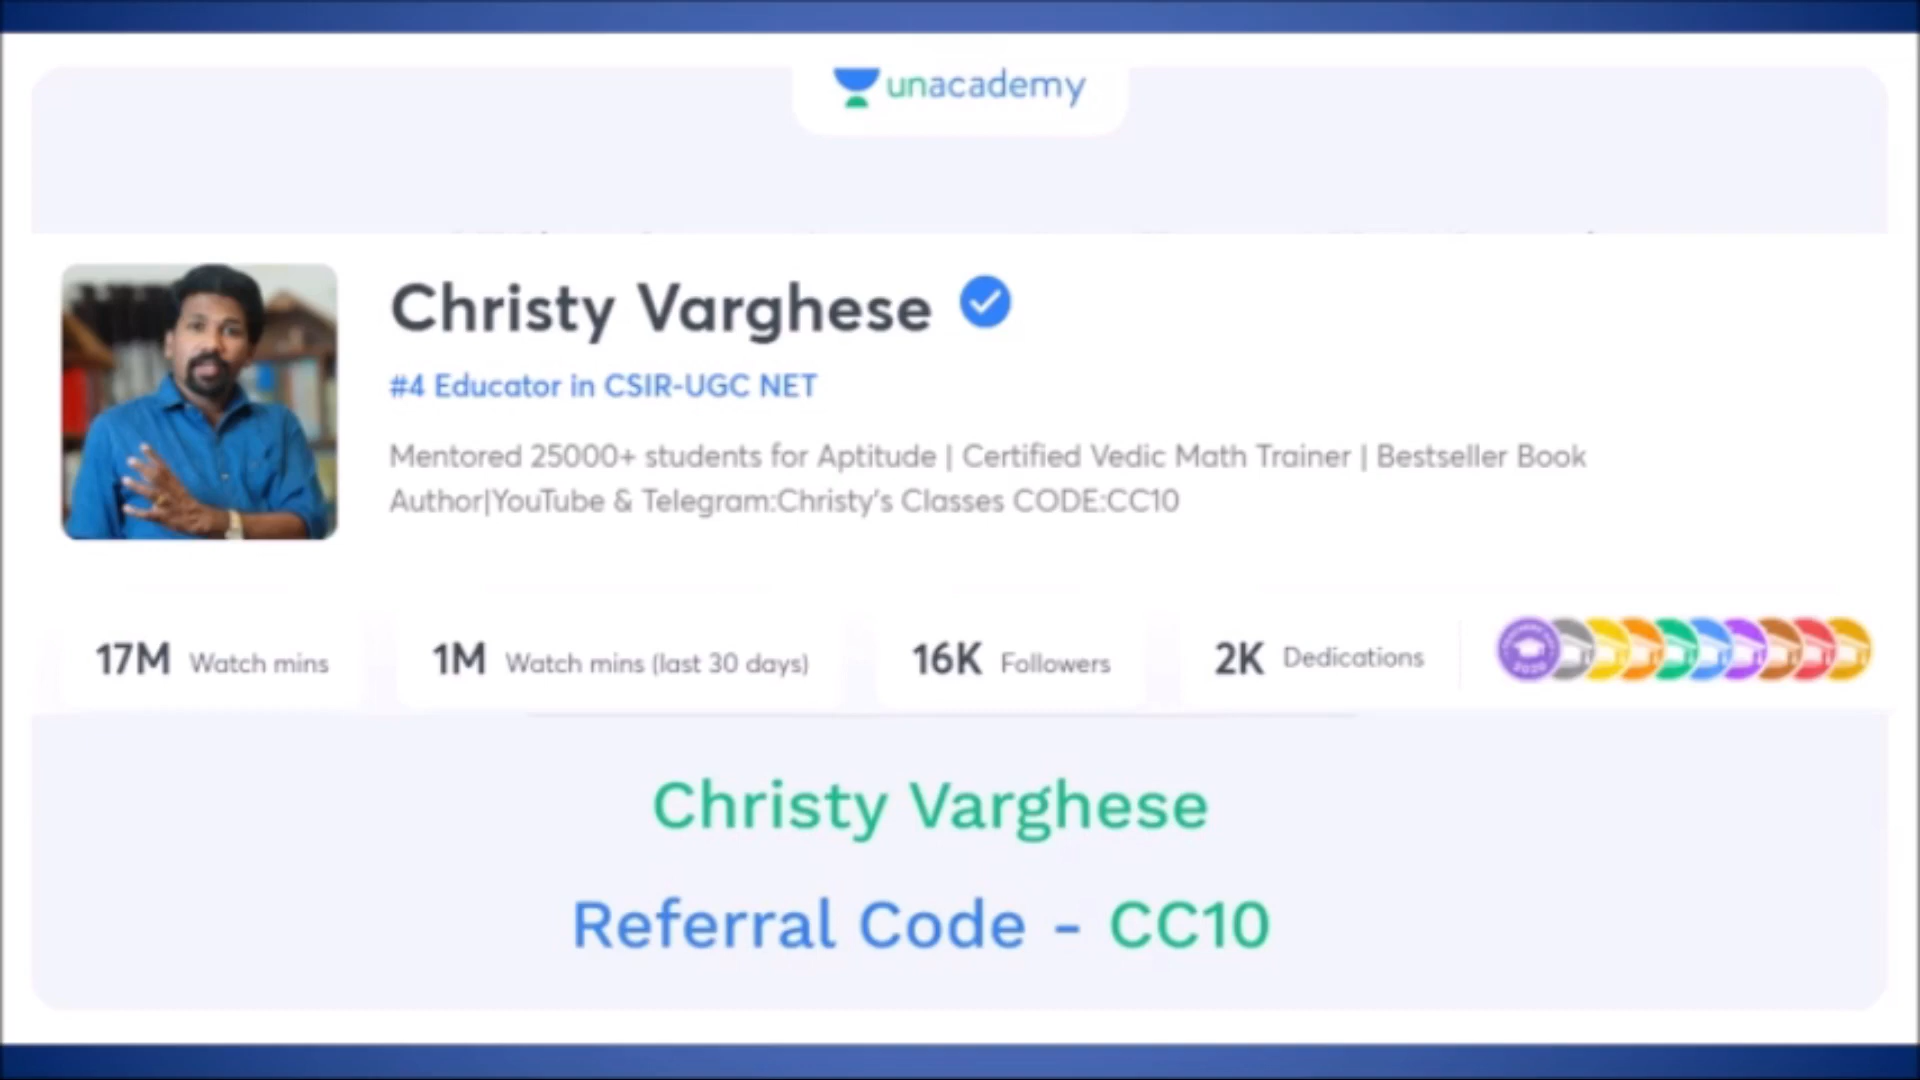 unacademy
Christy Varghese
#4 Educator in CSIR-UGC NET
Mentored 25000+ students for Aptitude | Certified Vedic Math Trainer | Bestseller Book
Author|YouTube & Telegram:Christy's Classes CODE:CC10
17M Watch mins 1M Watch mins (last 30 days) 16K Followers 2K Dedications
Christy Varghese
Referral Code - CC10